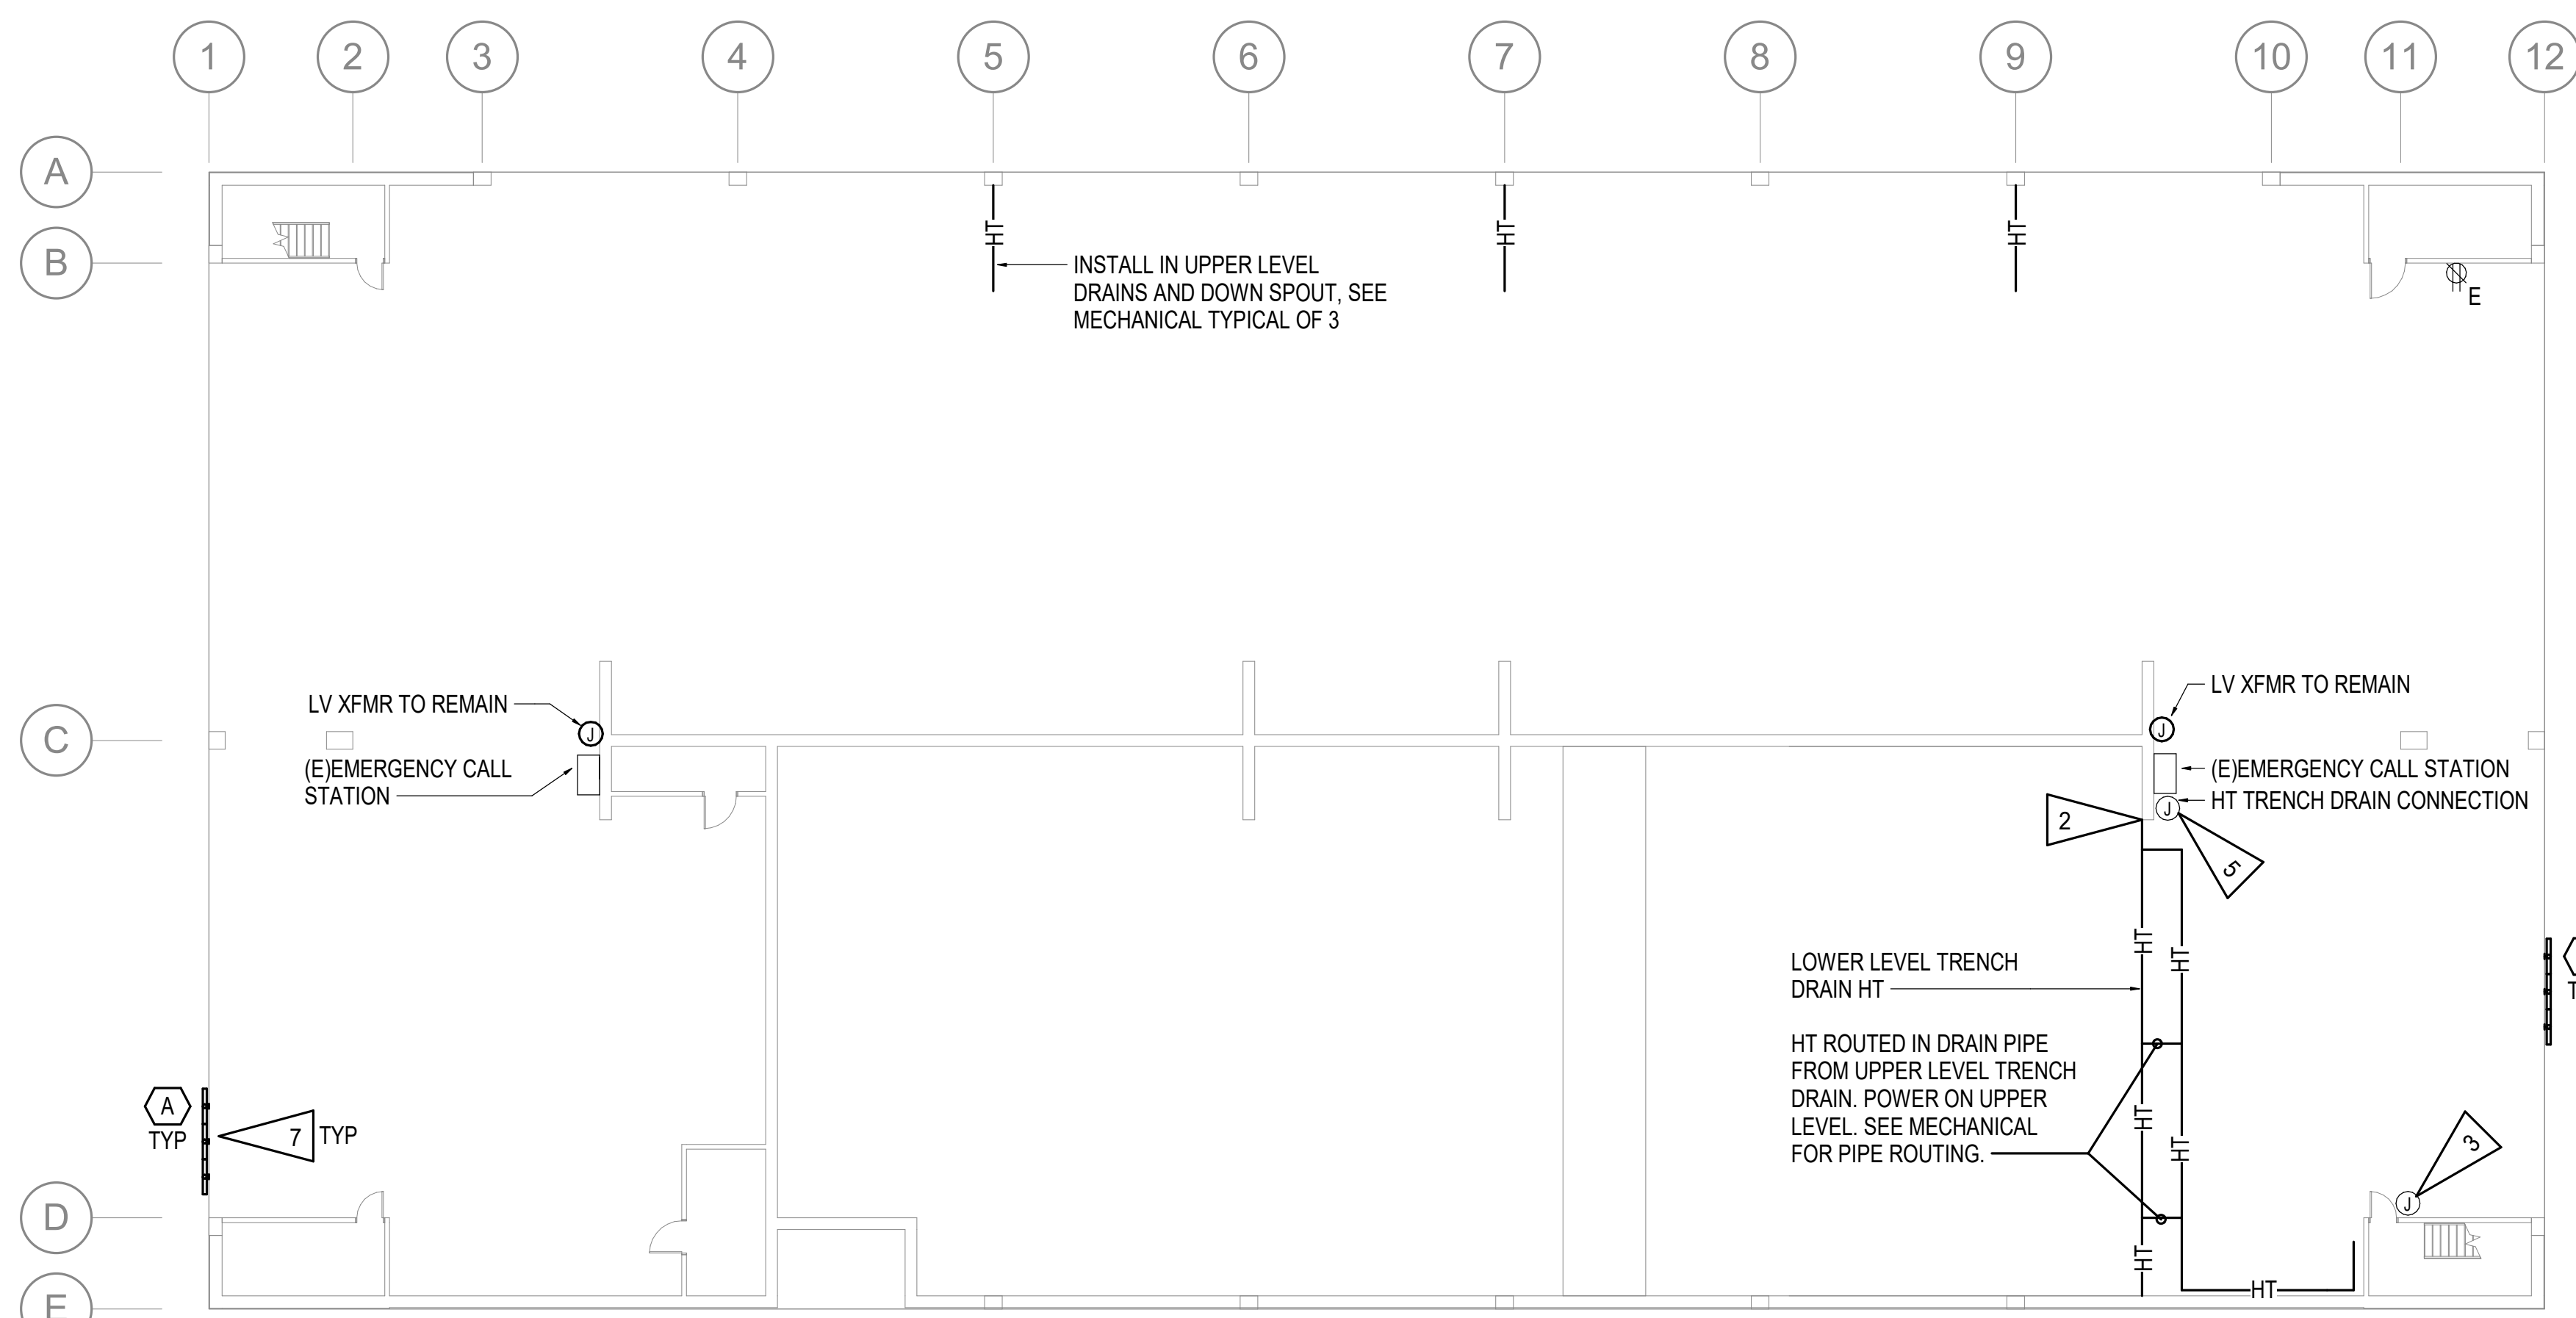 1
2
3
4
5
6
7
8
9
10
11
12
A
B
C
D
E
HT
HT
HT
INSTALL IN UPPER LEVEL
DRAINS AND DOWN SPOUT, SEE
MECHANICAL TYPICAL OF 3
E
LV XFMR TO REMAIN
J
(E)EMERGENCY CALL
STATION
LV XFMR TO REMAIN
J
(E)EMERGENCY CALL STATION
HT TRENCH DRAIN CONNECTION
J
2
5
HT
HT
LOWER LEVEL TRENCH
DRAIN HT
HT ROUTED IN DRAIN PIPE
FROM UPPER LEVEL TRENCH
DRAIN. POWER ON UPPER
LEVEL. SEE MECHANICAL
FOR PIPE ROUTING.
HT
HT
A
TYP
7
TYP
3
J
HT
HT